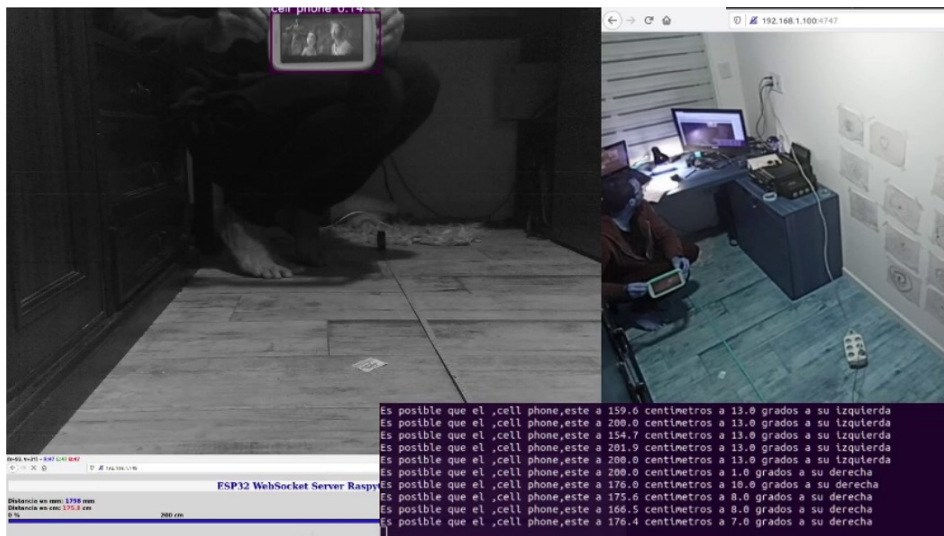 cell phone 0.14
192.168.1.100:4747
Es posible que el ,cell phone,este a 159.6 centimetros a 13.0 grados a su izquierda
Es posible que el ,cell phone,este a 200.0 centimetros a 13.0 grados a su izquierda
Es posible que el ,cell phone,este a 154.7 centimetros a 13.0 grados a su izquierda
Es posible que el ,cell phone,este a 201.9 centimetros a 13.0 grados a su izquierda
Es posible que el ,cell phone,este a 200.0 centimetros a 13.0 grados a su izquierda
Es posible que el ,cell phone,este a 200.0 centimetros a 1.0 grados a su derecha
Es posible que el ,cell phone,este a 176.0 centimetros a 10.0 grados a su derecha
Es posible que el ,cell phone,este a 175.6 centimetros a 8.0 grados a su derecha
Es posible que el ,cell phone,este a 166.5 centimetros a 8.0 grados a su derecha
Es posible que el ,cell phone,este a 176.4 centimetros a 7.0 grados a su derecha
ESP32 WebSocket Server Raspy
Distancia en mm: 1756 mm
Distancia en cm: 175.3 cm
0 %
200 cm